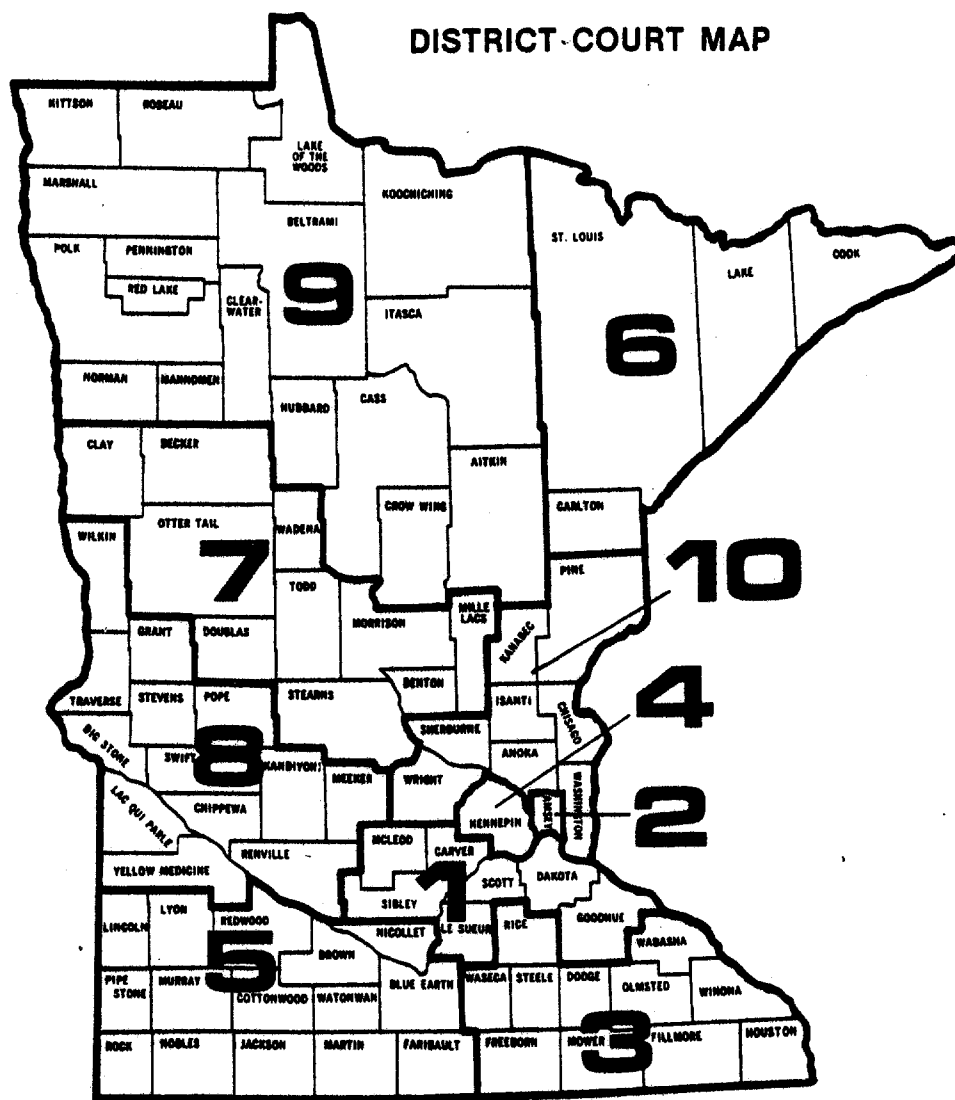 DISTRICT COURT MAP
KITTSON
ROSEAU
LAKE
OF THE
WOODS
MARSHALL
KOOCHICHING
BELTRAMI
ST. LOUIS
COOK
LAKE
POLK
PENNINGTON
RED LAKE
CLEAR-
WATER
9
ITASCA
6
NORMAN
MAHNOMEN
HUBBARD
CASS
CLAY
BECKER
AITKIN
CROW WING
CARLTON
WILKIN
OTTER TAIL
WADENA
7
10
PINE
TODD
MILLE
LACS
MORRISON
KANABEC
GRANT
DOUGLAS
4
BENTON
TRAVERSE
STEVENS
POPE
STEARNS
ISANTI
CHISAGO
SHERBURNE
BIG STONE
SWIFT
8
KANDIYOHI
MEEKER
WRIGHT
ANOKA
WASHINGTON
CHIPPEWA
LAC QUI PARLE
HENNEPIN
RAMSEY
2
MCLEOD
CARVER
RENVILLE
YELLOW MEDICINE
1
SCOTT
DAKOTA
SIBLEY
LINCOLN
LYON
REDWOOD
NICOLLET
LE SUEUR
RICE
GOODHUE
WABASHA
5
BROWN
PIPE
STONE
MURRAY
COTTONWOOD
WATONWAN
BLUE EARTH
WASECA
STEELE
DODGE
OLMSTED
WINONA
ROCK
NOBLES
JACKSON
MARTIN
FARIBAULT
FREEBORN
MOWER
3
FILLMORE
HOUSTON